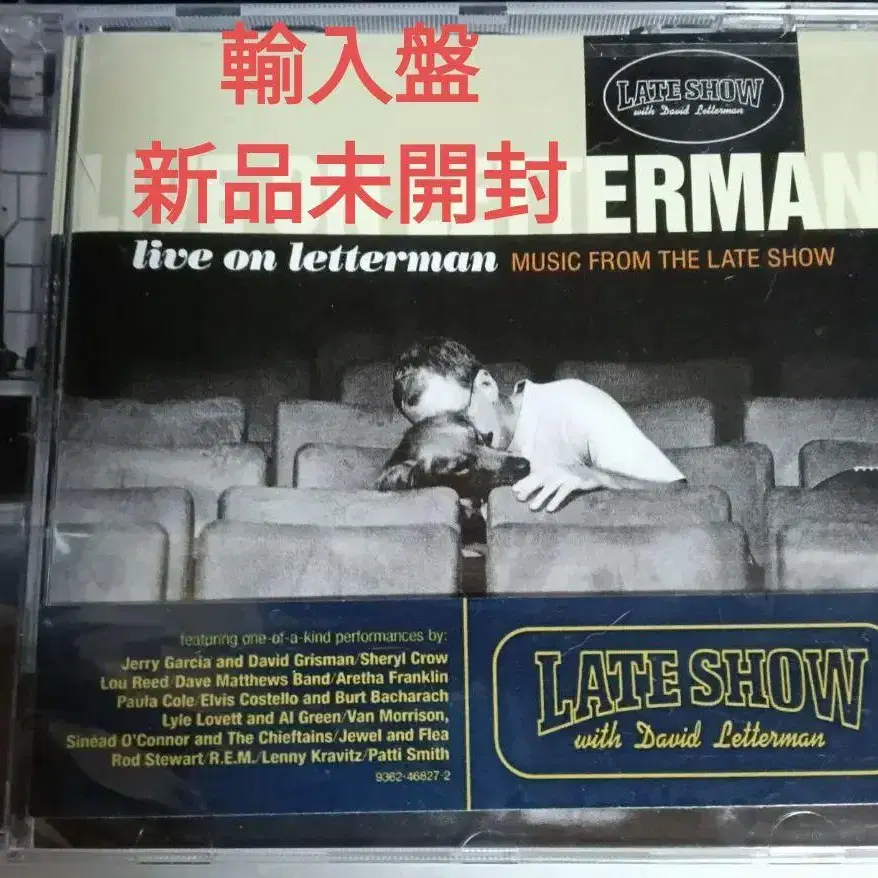 輸入盤
新品未開封
LATE SHOW
with David Letterman
LIVE ON LETTERMAN
live on letterman MUSIC FROM THE LATE SHOW
featuring one-of-a-kind performances by:
Jerry Garcia and David Grisman/Sheryl Crow
Lou Reed/Dave Matthews Band/Aretha Franklin
Paula Cole/Elvis Costello and Burt Bacharach
Lyle Lovett and Al Green/Van Morrison,
Sinéad O'Connor and The Chieftains/Jewel and Flea
Rod Stewart/R.E.M./Lenny Kravitz/Patti Smith
9362-46827-2
LATE SHOW
with David Letterman